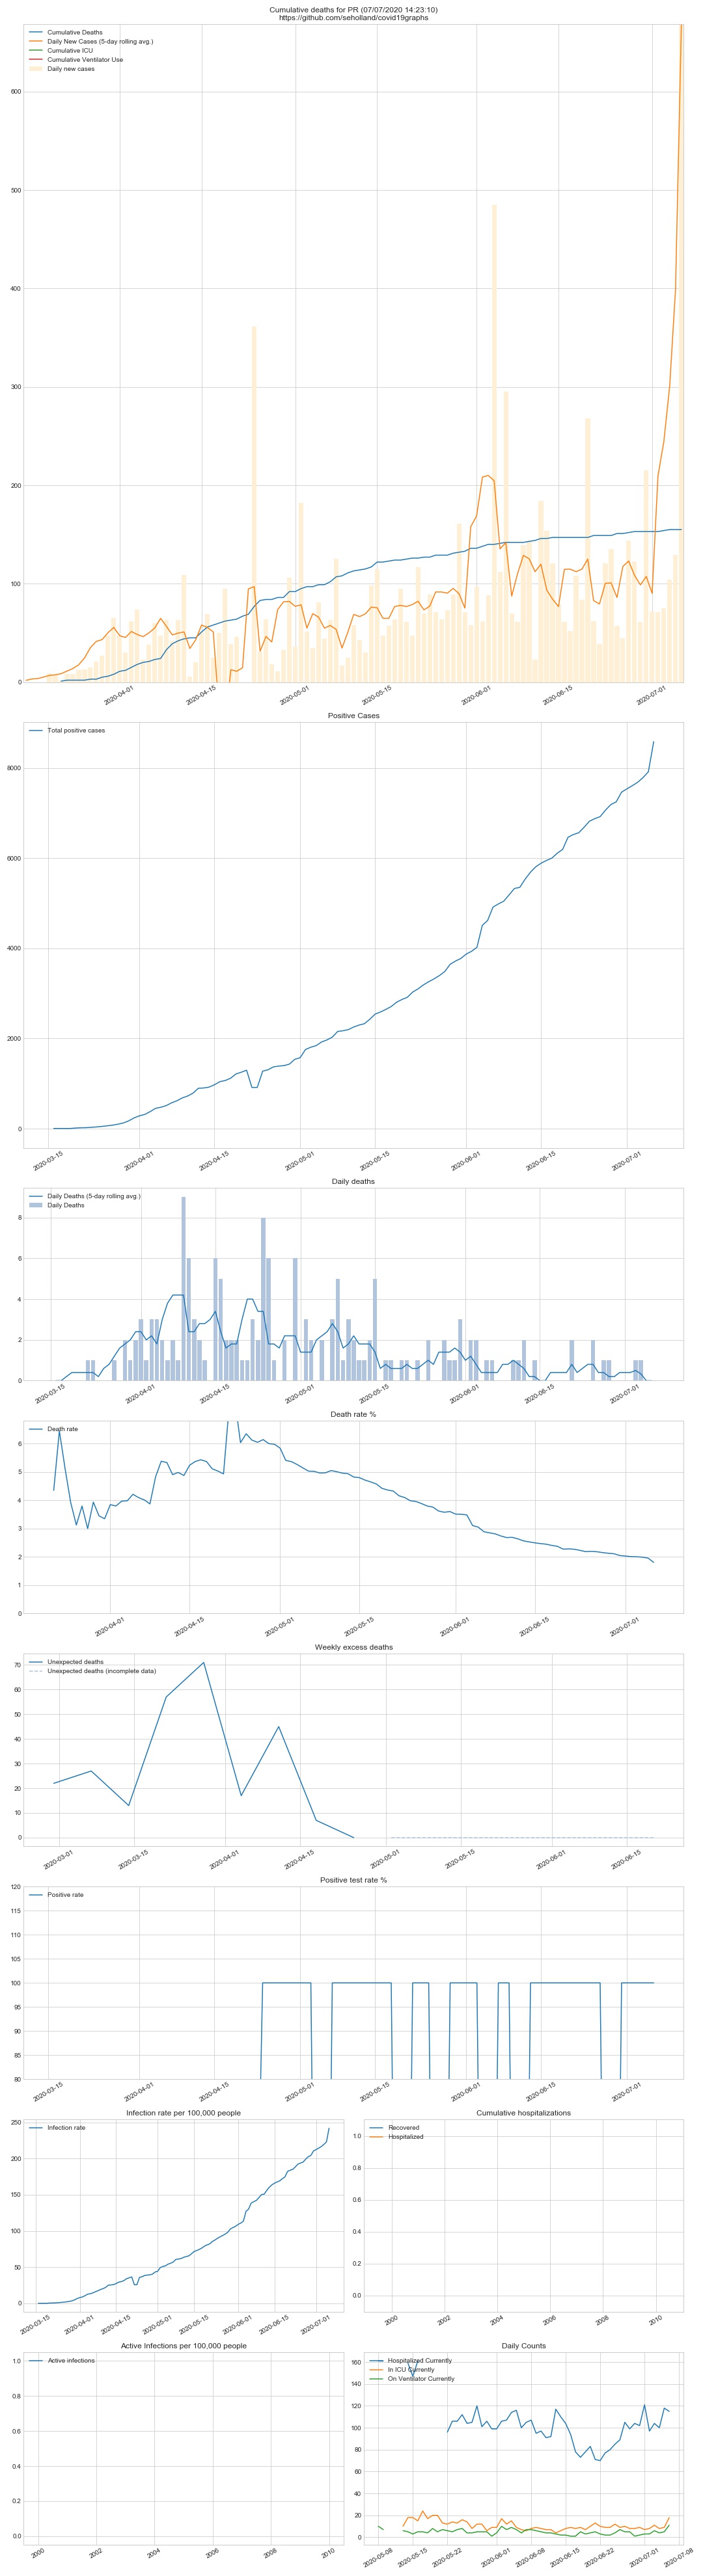 Cumulative deaths for PR (07/07/2020 14:23:10)
https://github.com/seholland/covid19graphs
Cumulative Deaths
Daily New Cases (5-day rolling avg.)
Cumulative ICU
Cumulative Ventilator Use
Daily new cases
600
500
400
300
200
100
0
2020-04-01 2020-04-15 2020-05-01 2020-05-15 2020-06-01 2020-06-15 2020-07-01
Positive Cases
Total positive cases
8000
6000
4000
2000
0
2020-03-15 2020-04-01 2020-04-15 2020-05-01 2020-05-15 2020-06-01 2020-06-15 2020-07-01
Daily deaths
Daily Deaths (5-day rolling avg.)
Daily Deaths
8
6
4
2
0
2020-03-15 2020-04-01 2020-04-15 2020-05-01 2020-05-15 2020-06-01 2020-06-15 2020-07-01
Death rate %
Death rate
6
5
4
3
2
1
0
2020-04-01 2020-04-15 2020-05-01 2020-05-15 2020-06-01 2020-06-15 2020-07-01
Weekly excess deaths
Unexpected deaths
Unexpected deaths (incomplete data)
70
60
50
40
30
20
10
0
2020-03-01 2020-03-15 2020-04-01 2020-04-15 2020-05-01 2020-05-15 2020-06-01 2020-06-15
Positive test rate %
Positive rate
120
115
110
105
100
95
90
85
80
2020-03-15 2020-04-01 2020-04-15 2020-05-01 2020-05-15 2020-06-01 2020-06-15 2020-07-01
Infection rate per 100,000 people
Infection rate
250
200
150
100
50
0
2020-03-15 2020-04-01 2020-04-15 2020-05-01 2020-05-15 2020-06-01 2020-06-15 2020-07-01
Cumulative hospitalizations
Recovered
Hospitalized
1.0
0.8
0.6
0.4
0.2
0.0
2000 2002 2004 2006 2008 2010
Active Infections per 100,000 people
Active infections
1.0
0.8
0.6
0.4
0.2
0.0
2000 2002 2004 2006 2008 2010
Daily Counts
Hospitalized Currently
In ICU Currently
On Ventilator Currently
160
140
120
100
80
60
40
20
0
2020-05-08 2020-05-15 2020-05-22 2020-06-01 2020-06-08 2020-06-15 2020-06-22 2020-07-01 2020-07-08